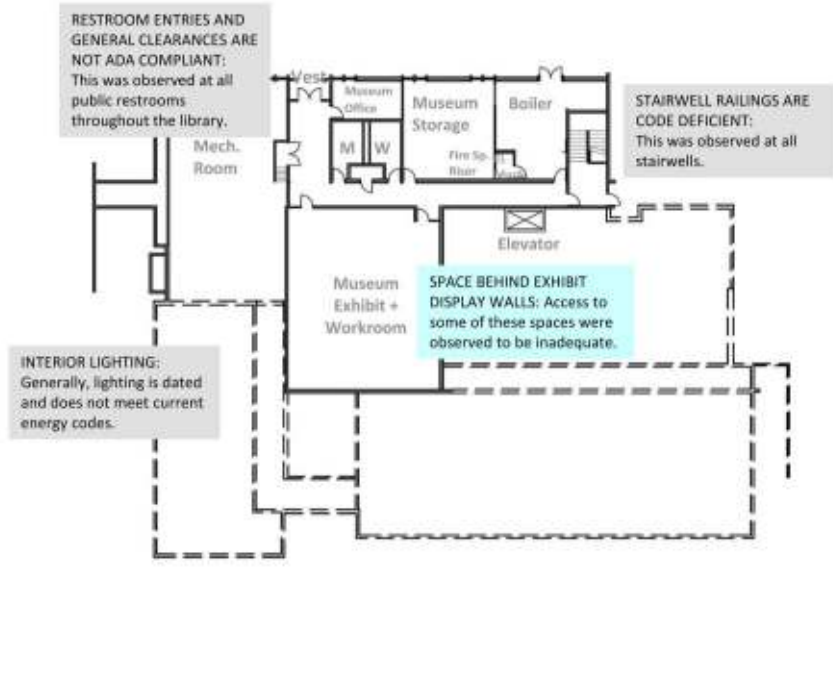 RESTROOM ENTRIES AND
GENERAL CLEARANCES ARE
NOT ADA COMPLIANT:
This was observed at all
public restrooms
throughout the library.
Vest.
Museum
Office
Museum
Storage
Boiler
STAIRWELL RAILINGS ARE
CODE DEFICIENT:
This was observed at all
stairwells.
Mech.
Room
M
W
Fire Sp.
Riser
Elevator
Museum
Exhibit +
Workroom
SPACE BEHIND EXHIBIT
DISPLAY WALLS: Access to
some of these spaces were
observed to be inadequate.
INTERIOR LIGHTING:
Generally, lighting is dated
and does not meet current
energy codes.